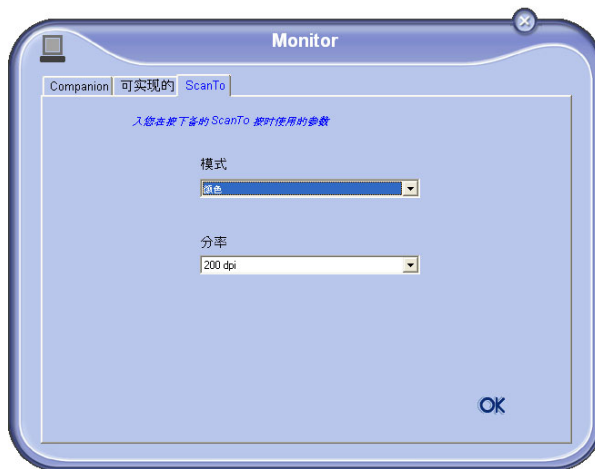 Monitor
Companion 可实现的 ScanTo
入您在按下备的 ScanTo 按时使用的参数
模式
颜色
分率
200 dpi
OK